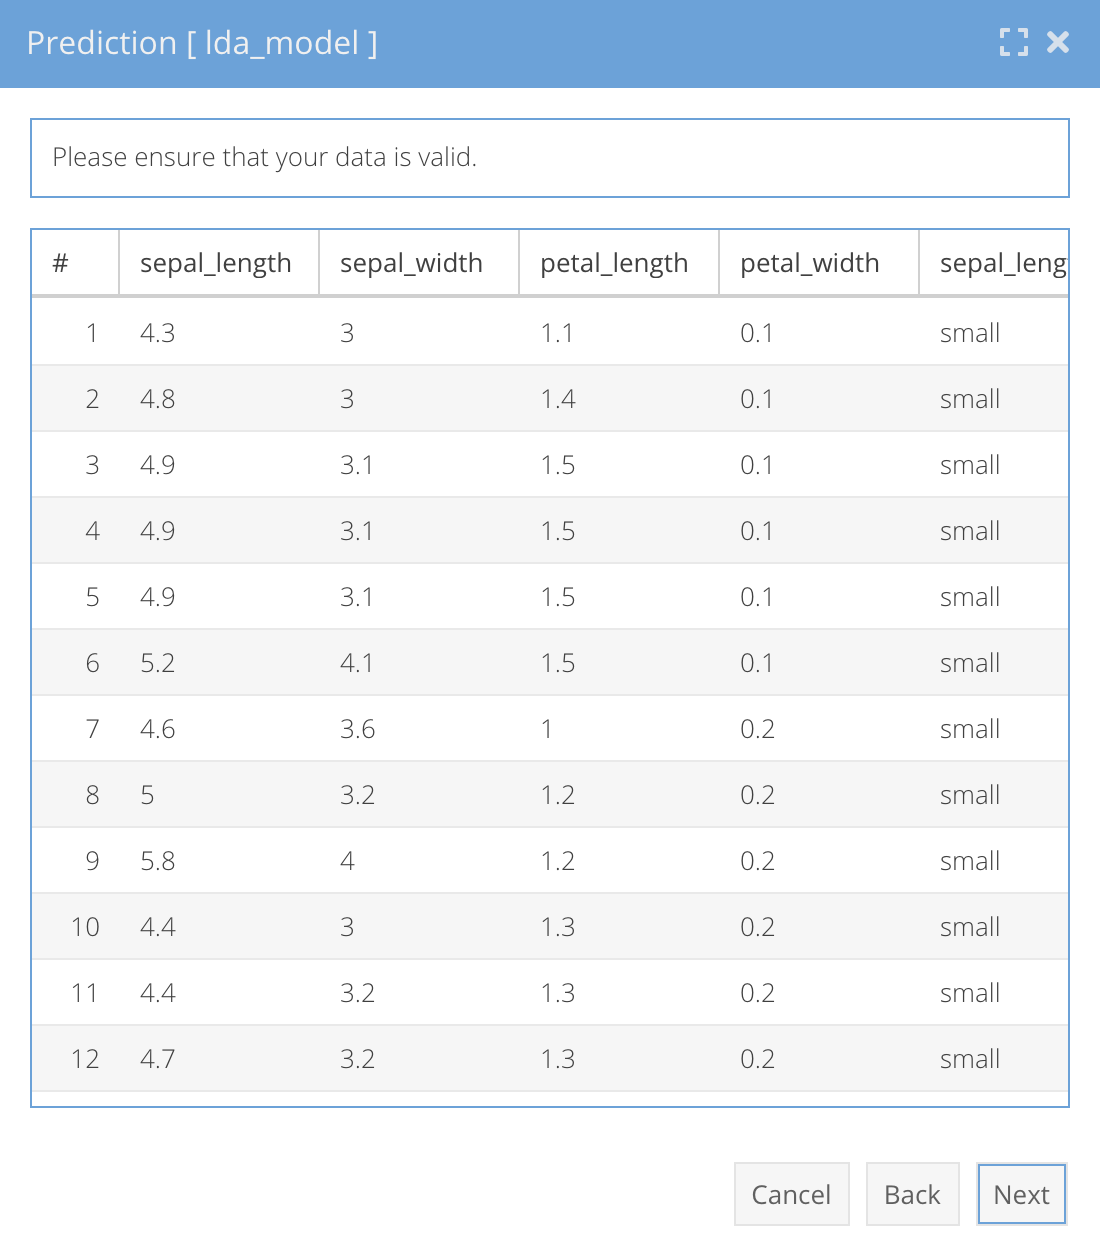 Prediction [ lda_model ]
Please ensure that your data is valid.
# sepal_length sepal_width petal_length petal_width sepal_leng
1 4.3 3 1.1 0.1 small
2 4.8 3 1.4 0.1 small
3 4.9 3.1 1.5 0.1 small
4 4.9 3.1 1.5 0.1 small
5 4.9 3.1 1.5 0.1 small
6 5.2 4.1 1.5 0.1 small
7 4.6 3.6 1 0.2 small
8 5 3.2 1.2 0.2 small
9 5.8 4 1.2 0.2 small
10 4.4 3 1.3 0.2 small
11 4.4 3.2 1.3 0.2 small
12 4.7 3.2 1.3 0.2 small
Cancel Back Next